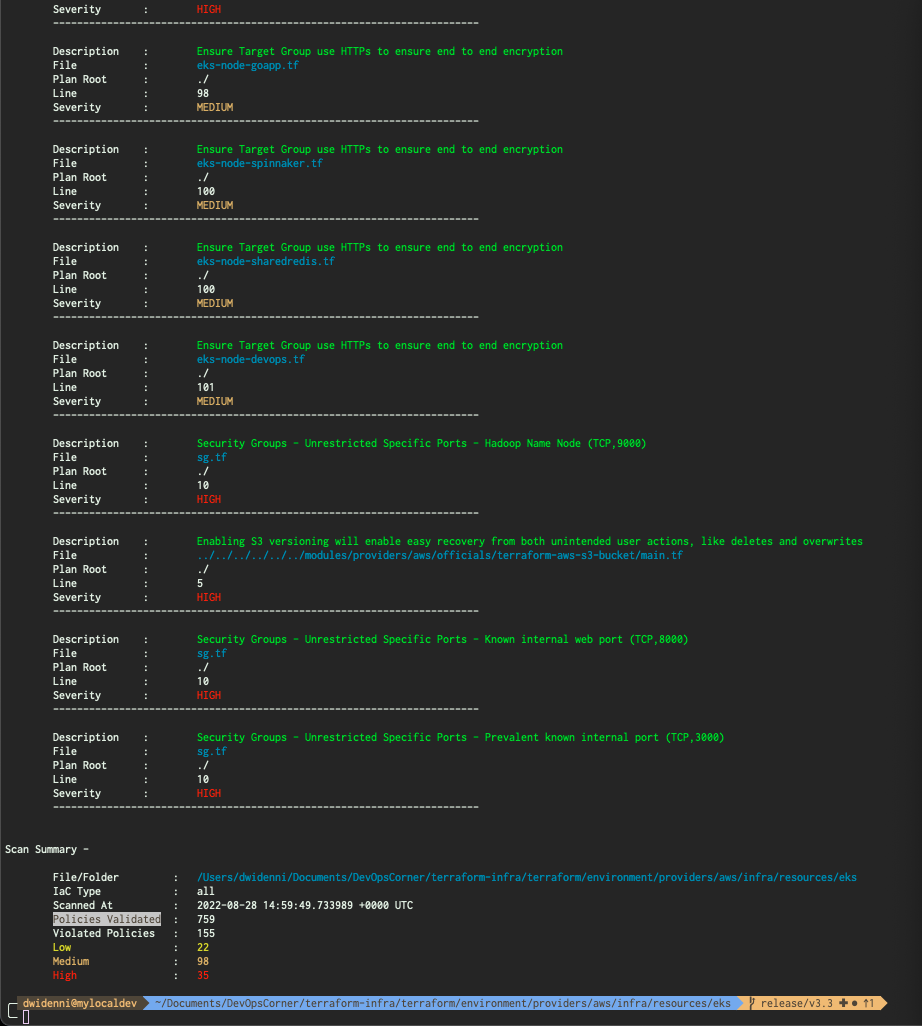 Severity : HIGH
-----------------------------------------------------------------------
Description : Ensure Target Group use HTTPs to ensure end to end encryption
File : eks-node-goapp.tf
Plan Root : ./
Line : 98
Severity : MEDIUM
-----------------------------------------------------------------------
Description : Ensure Target Group use HTTPs to ensure end to end encryption
File : eks-node-spinnaker.tf
Plan Root : ./
Line : 100
Severity : MEDIUM
-----------------------------------------------------------------------
Description : Ensure Target Group use HTTPs to ensure end to end encryption
File : eks-node-sharedredis.tf
Plan Root : ./
Line : 100
Severity : MEDIUM
-----------------------------------------------------------------------
Description : Ensure Target Group use HTTPs to ensure end to end encryption
File : eks-node-devops.tf
Plan Root : ./
Line : 101
Severity : MEDIUM
-----------------------------------------------------------------------
Description : Security Groups - Unrestricted Specific Ports - Hadoop Name Node (TCP,9000)
File : sg.tf
Plan Root : ./
Line : 10
Severity : HIGH
-----------------------------------------------------------------------
Description : Enabling S3 versioning will enable easy recovery from both unintended user actions, like deletes and overwrites
File : ../../../../../../modules/providers/aws/officials/terraform-aws-s3-bucket/main.tf
Plan Root : ./
Line : 5
Severity : HIGH
-----------------------------------------------------------------------
Description : Security Groups - Unrestricted Specific Ports - Known internal web port (TCP,8000)
File : sg.tf
Plan Root : ./
Line : 10
Severity : HIGH
-----------------------------------------------------------------------
Description : Security Groups - Unrestricted Specific Ports - Prevalent known internal port (TCP,3000)
File : sg.tf
Plan Root : ./
Line : 10
Severity : HIGH
-----------------------------------------------------------------------
Scan Summary -
File/Folder : /Users/dwidenni/Documents/DevOpsCorner/terraform-infra/terraform/environment/providers/aws/infra/resources/eks
IaC Type : all
Scanned At : 2022-08-28 14:59:49.733989 +0000 UTC
Policies Validated : 759
Violated Policies : 155
Low : 22
Medium : 98
High : 35
dwidenni@mylocaldev ~/Documents/DevOpsCorner/terraform-infra/terraform/environment/providers/aws/infra/resources/eks release/v3.3 ✚ ● ↑1